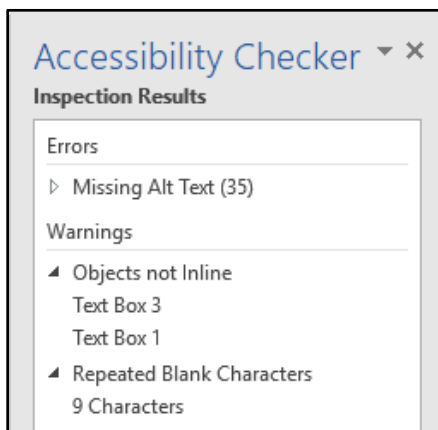 Accessibility Checker
Inspection Results
Errors
Missing Alt Text (35)
Warnings
Objects not Inline
Text Box 3
Text Box 1
Repeated Blank Characters
9 Characters